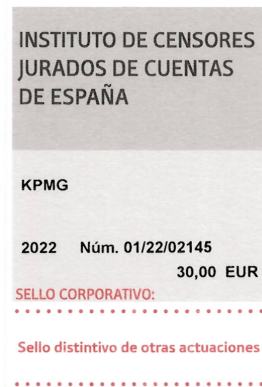 INSTITUTO DE CENSORES
JURADOS DE CUENTAS
DE ESPAÑA
KPMG
2022 Núm. 01/22/02145
30,00 EUR
SELLO CORPORATIVO:
Sello distintivo de otras actuaciones